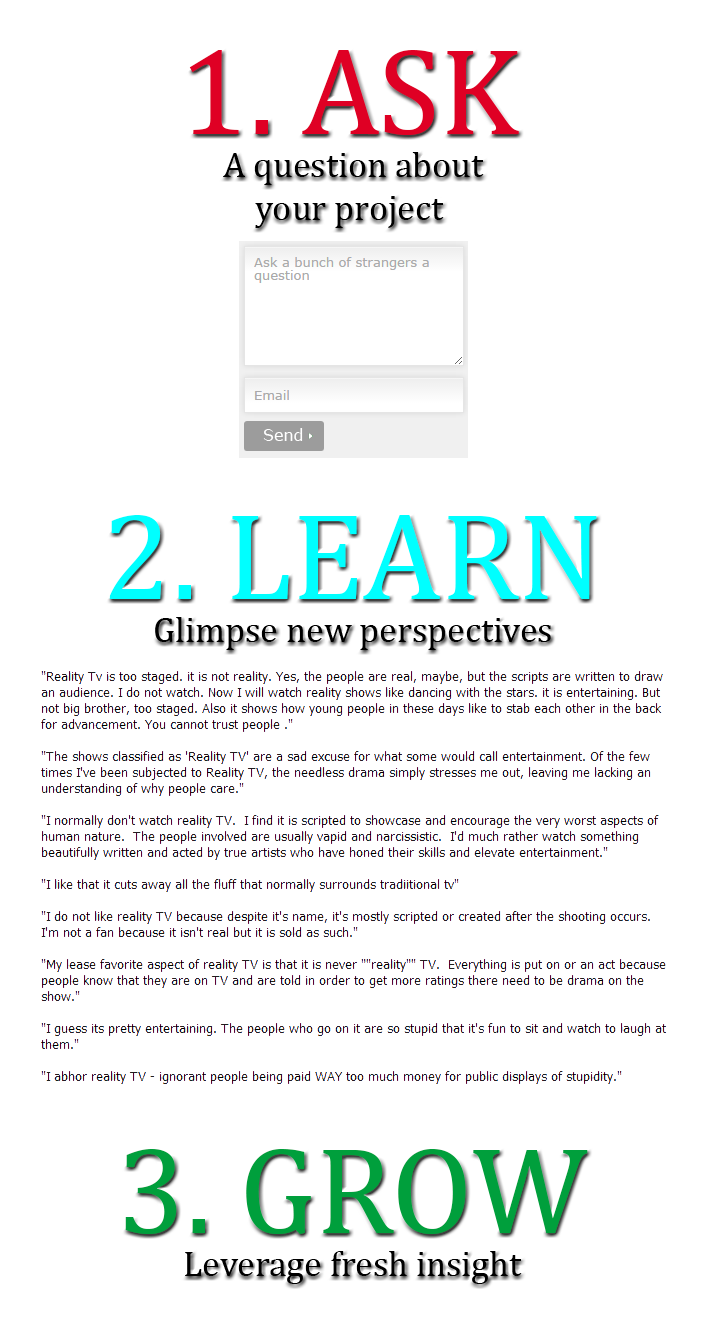 1. ASK
A question about
your project
Ask a bunch of strangers a
question
Email
Send
2. LEARN
Glimpse new perspectives
"Reality Tv is too staged. it is not reality. Yes, the people are real, maybe, but the scripts are written to draw
an audience. I do not watch. Now I will watch reality shows like dancing with the stars. it is entertaining. But
not big brother, too staged. Also it shows how young people in these days like to stab each other in the back
for advancement. You cannot trust people ."
"The shows classified as 'Reality TV' are a sad excuse for what some would call entertainment. Of the few
times I've been subjected to Reality TV, the needless drama simply stresses me out, leaving me lacking an
understanding of why people care."
"I normally don't watch reality TV.  I find it is scripted to showcase and encourage the very worst aspects of
human nature.  The people involved are usually vapid and narcissistic.  I'd much rather watch something
beautifully written and acted by true artists who have honed their skills and elevate entertainment."
"I like that it cuts away all the fluff that normally surrounds tradiitional tv"
"I do not like reality TV because despite it's name, it's mostly scripted or created after the shooting occurs.
I'm not a fan because it isn't real but it is sold as such."
"My lease favorite aspect of reality TV is that it is never ""reality"" TV.  Everything is put on or an act because
people know that they are on TV and are told in order to get more ratings there need to be drama on the
show."
"I guess its pretty entertaining. The people who go on it are so stupid that it's fun to sit and watch to laugh at
them."
"I abhor reality TV - ignorant people being paid WAY too much money for public displays of stupidity."
3. GROW
Leverage fresh insight